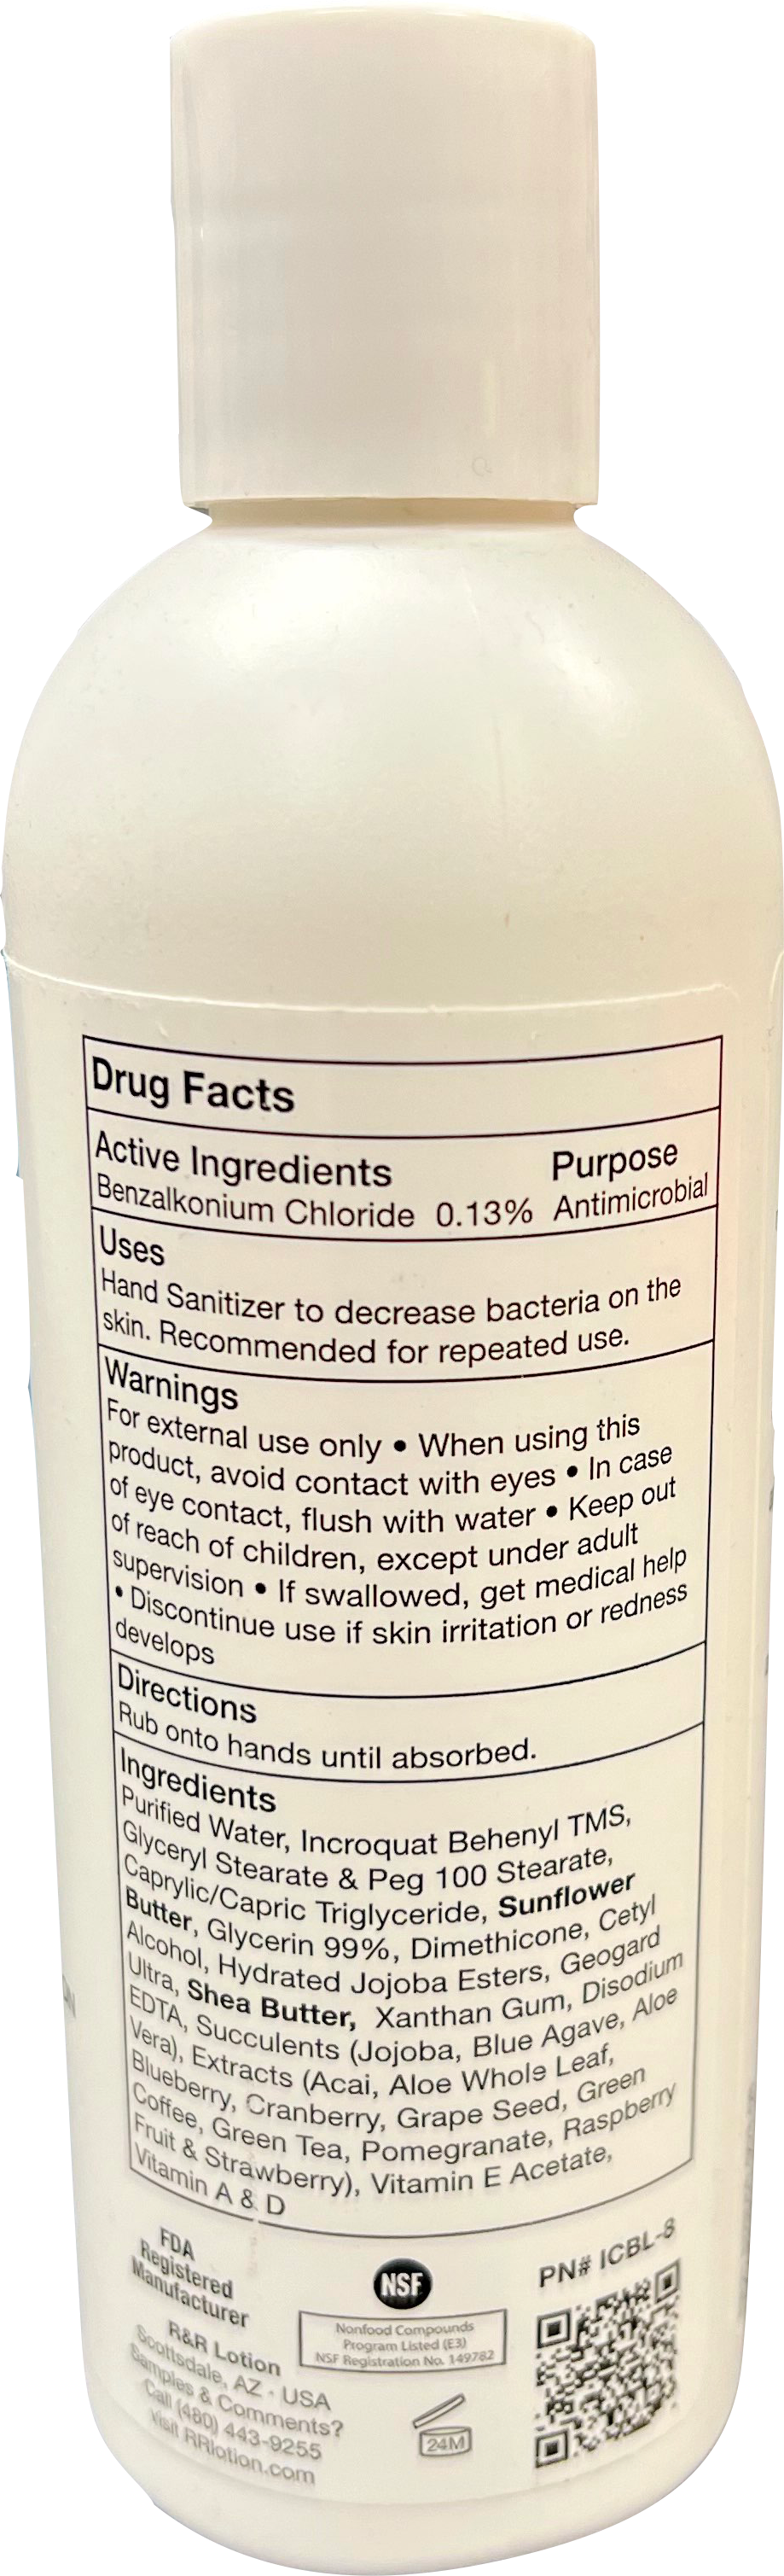 Drug Facts
Active Ingredients Purpose
Benzalkonium Chloride 0.13% Antimicrobial
Uses
Hand Sanitizer to decrease bacteria on the
skin. Recommended for repeated use.
Warnings
For external use only • When using this
product, avoid contact with eyes • In case
of eye contact, flush with water • Keep out
of reach of children, except under adult
supervision • If swallowed, get medical help
• Discontinue use if skin irritation or redness
develops
Directions
Rub onto hands until absorbed.
Ingredients
Purified Water, Incroquat Behenyl TMS,
Glyceryl Stearate & Peg 100 Stearate,
Caprylic/Capric Triglyceride, Sunflower
Butter, Glycerin 99%, Dimethicone, Cetyl
Alcohol, Hydrated Jojoba Esters, Geogard
Ultra, Shea Butter, Xanthan Gum, Disodium
EDTA, Succulents (Jojoba, Blue Agave, Aloe
Vera), Extracts (Acai, Aloe Whole Leaf,
Blueberry, Cranberry, Grape Seed, Green
Coffee, Green Tea, Pomegranate, Raspberry
Fruit & Strawberry), Vitamin E Acetate,
Vitamin A & D
FDA
Registered
Manufacturer
R&R Lotion
Scottsdale, AZ - USA
Samples & Comments?
Call (480) 443-9255
Visit RRlotion.com
NSF
Nonfood Compounds
Program Listed (E3)
NSF Registration No. 149782
24M
PN# ICBL-8